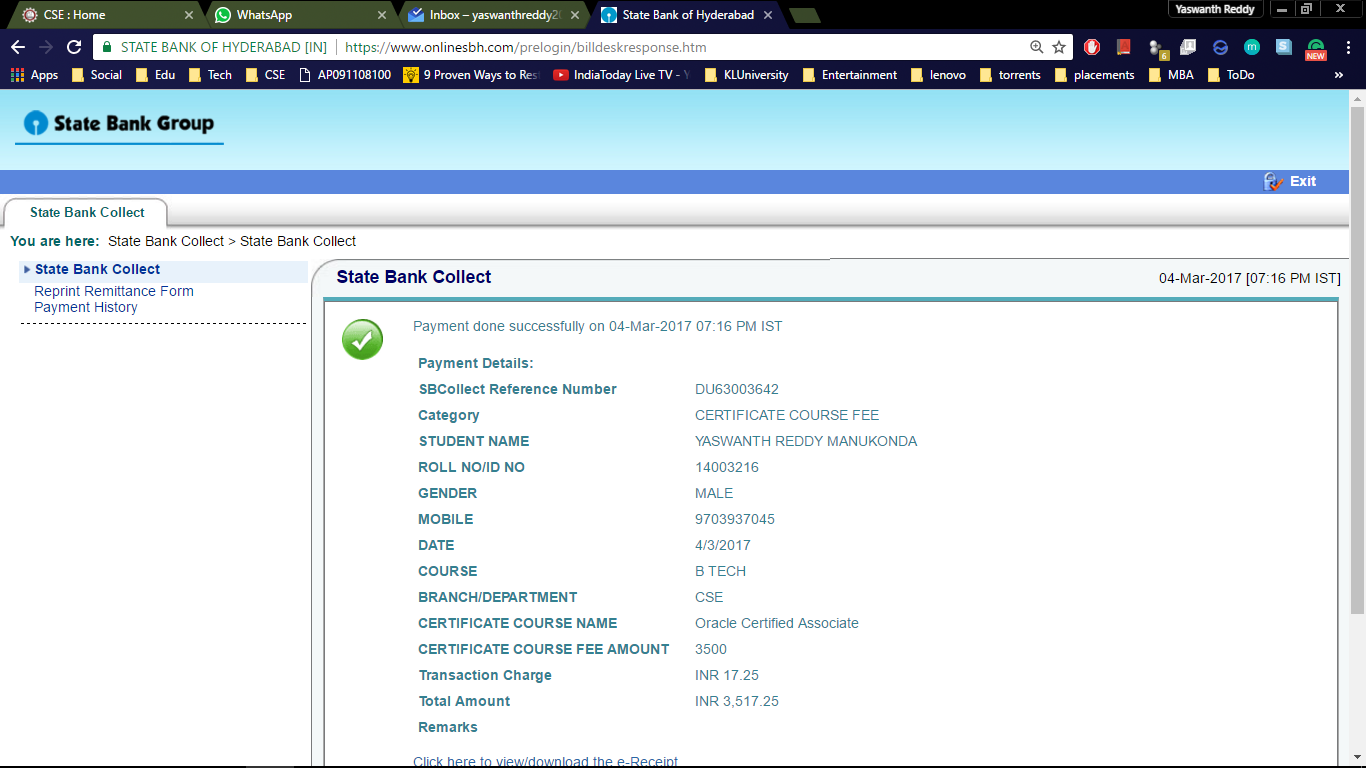 CSE : Home
WhatsApp
Inbox – yaswanthreddy20
State Bank of Hyderabad
Yaswanth Reddy
STATE BANK OF HYDERABAD [IN] https://www.onlinesbh.com/prelogin/billdeskresponse.htm
6
NEW
Apps Social Edu Tech CSE AP091108100 9 Proven Ways to Res IndiaToday Live TV - Y KLUniversity Entertainment lenovo torrents placements MBA ToDo »
State Bank Group
Exit
State Bank Collect
You are here: State Bank Collect > State Bank Collect
State Bank Collect
Reprint Remittance Form
Payment History
State Bank Collect 04-Mar-2017 [07:16 PM IST]
Payment done successfully on 04-Mar-2017 07:16 PM IST
Payment Details:
SBCollect Reference Number DU63003642
Category CERTIFICATE COURSE FEE
STUDENT NAME YASWANTH REDDY MANUKONDA
ROLL NO/ID NO 14003216
GENDER MALE
MOBILE 9703937045
DATE 4/3/2017
COURSE B TECH
BRANCH/DEPARTMENT CSE
CERTIFICATE COURSE NAME Oracle Certified Associate
CERTIFICATE COURSE FEE AMOUNT 3500
Transaction Charge INR 17.25
Total Amount INR 3,517.25
Remarks
Click here to view/download the e-Receipt